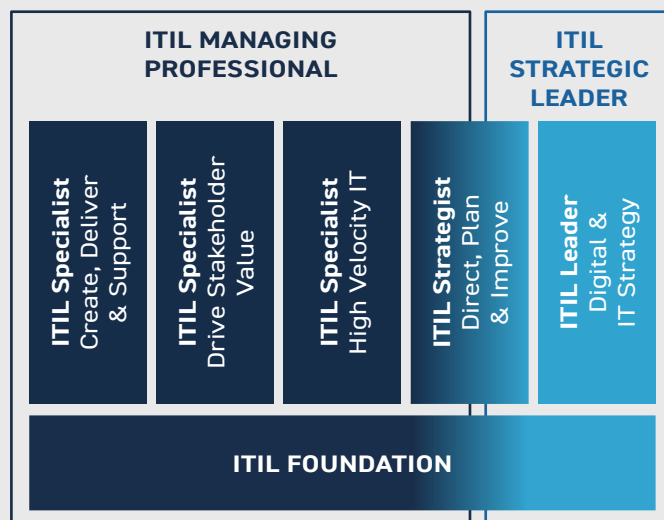 ITIL MANAGING
PROFESSIONAL
ITIL
STRATEGIC
LEADER
ITIL Specialist
Create, Deliver
& Support
ITIL Specialist
Drive Stakeholder
Value
ITIL Specialist
High Velocity IT
ITIL Strategist
Direct, Plan
& Improve
ITIL Leader
Digital &
IT Strategy
ITIL FOUNDATION